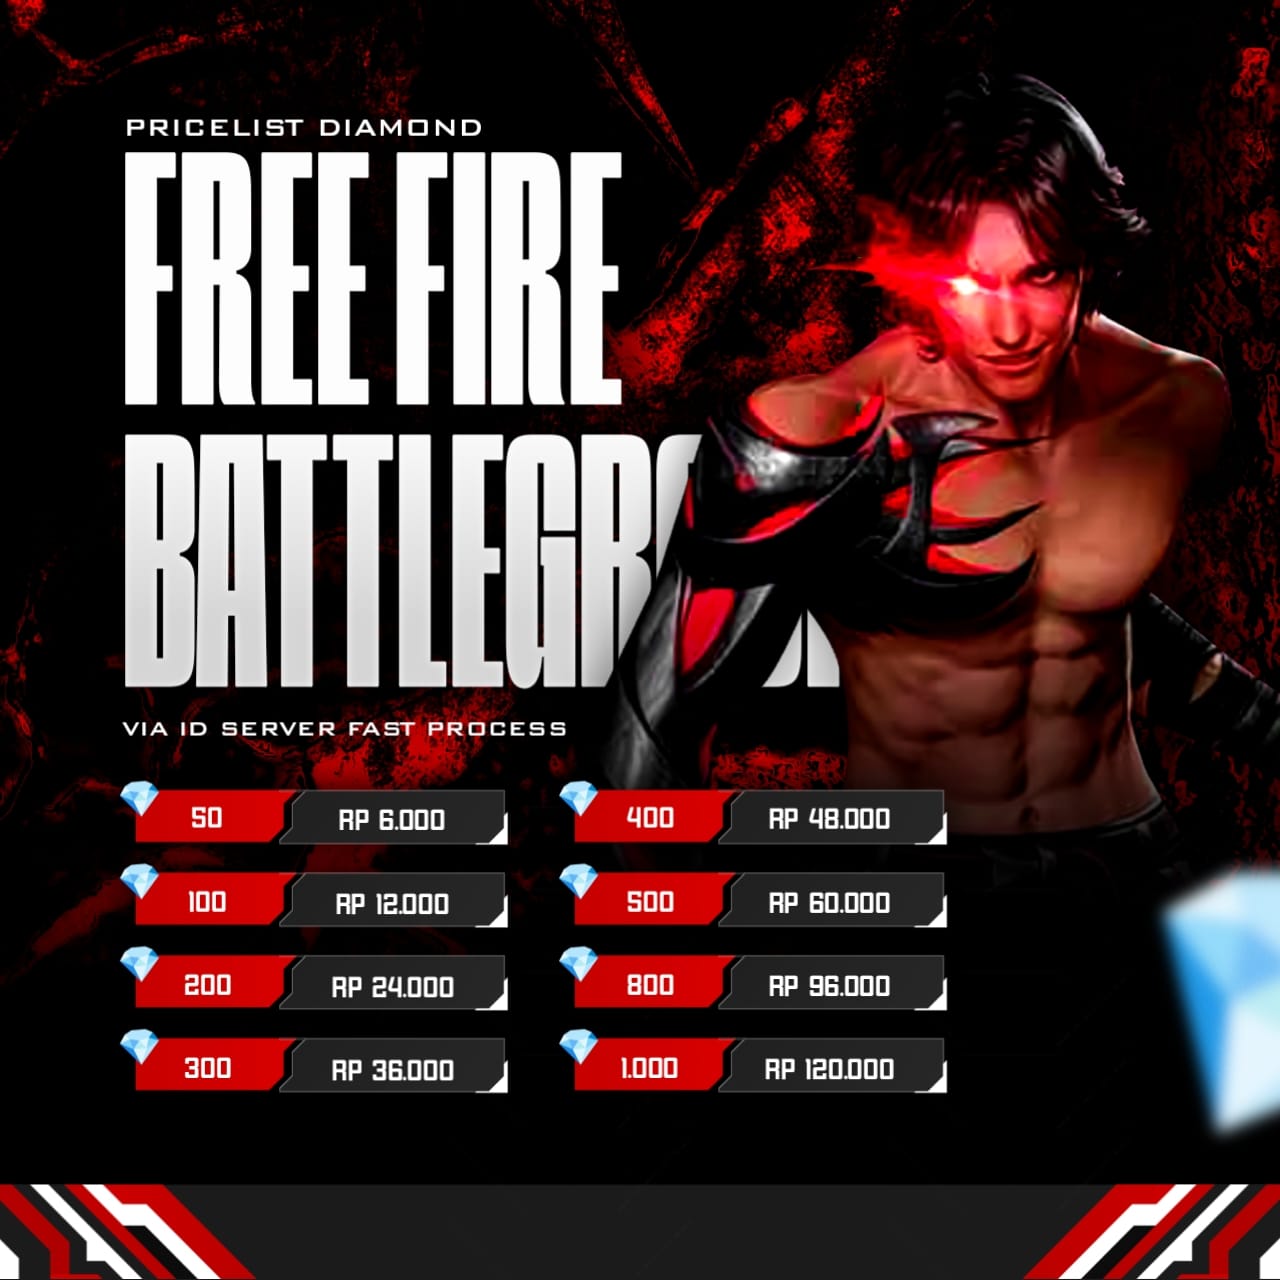 PRICELIST DIAMOND
FREE FIRE
BATTLEGR
VIA ID SERVER FAST PROCESS
50 RP 6.000
400 RP 48.000
100 RP 12.000
500 RP 60.000
200 RP 24.000
800 RP 96.000
300 RP 36.000
1.000 RP 120.000